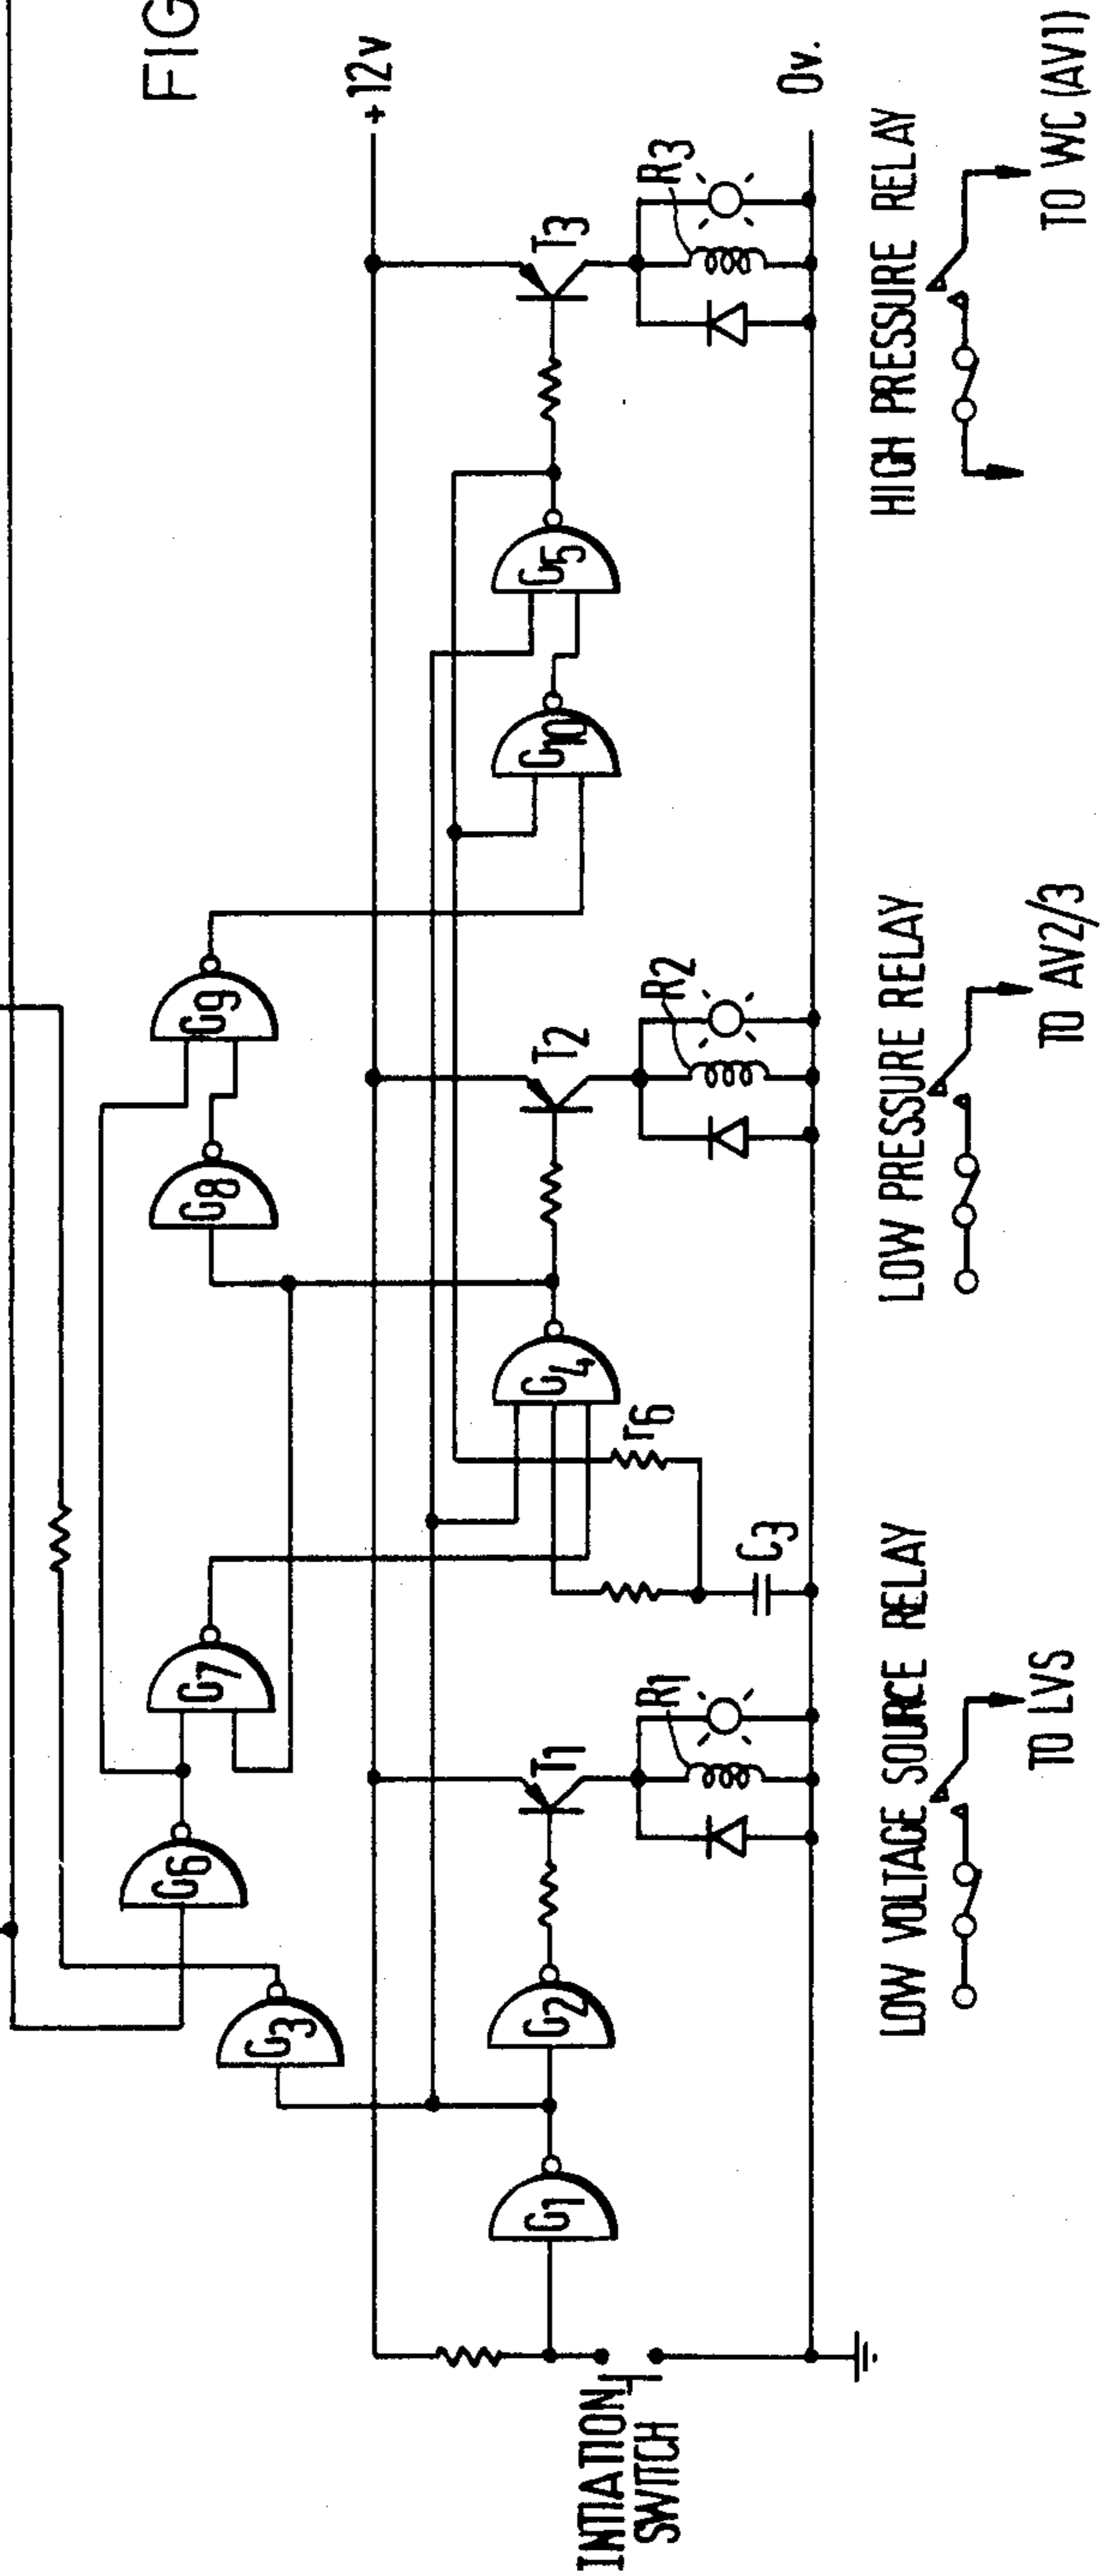 FIG
+12v
0v.
INTIATION
SWITCH
G1
G2
G3
G6
G7
G4
G8
G9
G10
G5
T1
R1
r6
C3
T2
R2
T3
R3
LOW VOLTAGE SOURCE RELAY
TO LVS
LOW PRESSURE RELAY
TO AV2/3
HIGH PRESSURE RELAY
TO WC (AV1)